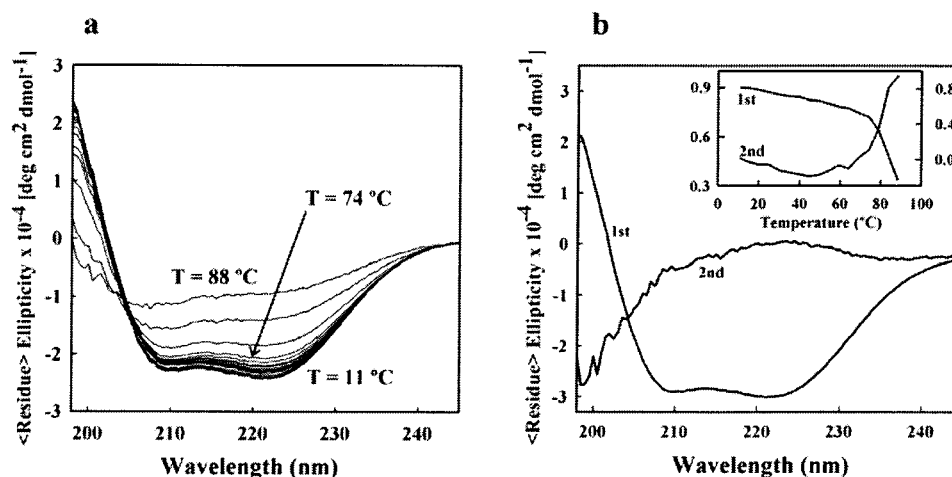 a
<Residue> Ellipticity x 10⁻⁴ [deg cm² dmol⁻¹]
3
2
1
0
-1
-2
-3
T = 74 ºC
T = 88 ºC
T = 11 ºC
200
210
220
230
240
Wavelength (nm)
b
<Residue> Ellipticity x 10⁻⁴ [deg cm² dmol⁻¹]
3
2
1
0
-1
-2
-3
1st
2nd
0.9
0.6
0.3
1st
2nd
0.8
0.4
0.0
0 20 40 60 80 100
Temperature (°C)
200
210
220
230
240
Wavelength (nm)